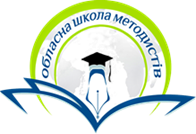 обласна школа методистів